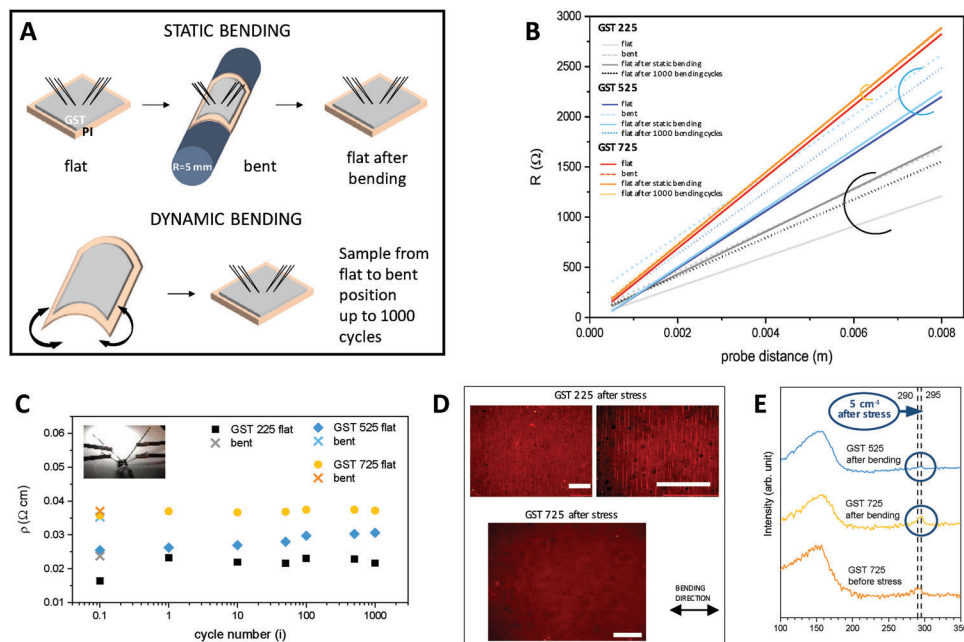 A
STATIC BENDING
GST
PI
R=5 mm
flat
bent
flat after
bending
DYNAMIC BENDING
Sample from
flat to bent
position
up to 1000
cycles
B
R (Ω)
3000
2500
2000
1500
1000
500
0
0.000
0.002
0.004
0.006
0.008
probe distance (m)
GST 225
flat
bent
flat after static bending
flat after 1000 bending cycles
GST 525
flat
bent
flat after static bending
flat after 1000 bending cycles
GST 725
flat
bent
flat after static bending
flat after 1000 bending cycles
C
ρ (Ω cm)
0.06
0.05
0.04
0.03
0.02
0.01
0.00
0.1
1
10
100
1000
cycle number (i)
GST 225 flat
bent
GST 525 flat
bent
GST 725 flat
bent
D
GST 225 after stress
GST 725 after stress
BENDING
DIRECTION
E
290
295
5 cm⁻¹
after stress
GST 525
after bending
GST 725
after bending
GST 725
before stress
Intensity (arb. unit)
100
150
200
250
300
350